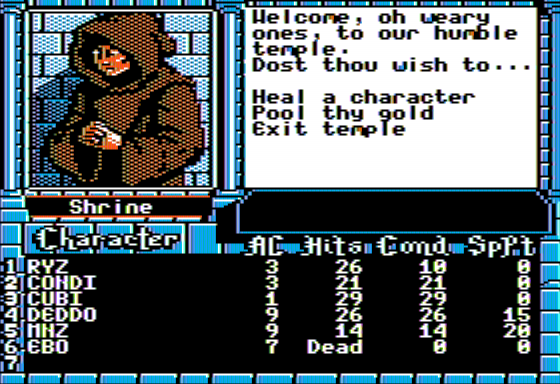 Welcome, oh weary
ones, to our humble
temple.
Dost thou wish to...
Heal a character
Pool thy gold
Exit temple
Shrine
Character AC Hits Cond SpPt
1 RYZ 3 26 10 0
2 CONDI 3 21 21 0
3 CUBI 1 29 29 0
4 DEDDO 9 26 26 15
5 MNZ 9 14 14 20
6 EBO 7 Dead 0 0
7